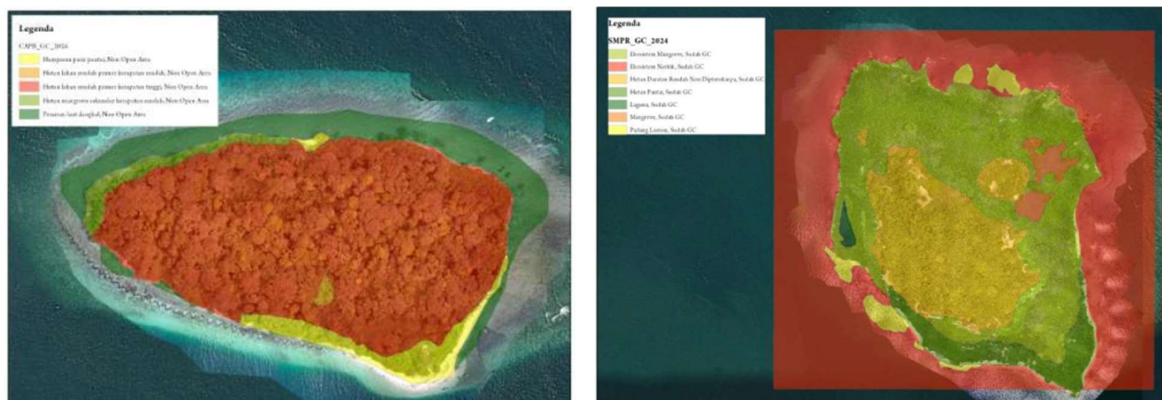 Legenda
CAPB_GC_2024
Hamparan pasir pantai, Non Open Area
Hutan lahan rendah primer kerapatan rendah, Non Open Area
Hutan lahan rendah primer kerapatan tinggi, Non Open Area
Hutan mangrove sekunder kerapatan rendah, Non Open Area
Perairan laut dangkal, Non Open Area
Legenda
SMPR_GC_2024
Ekosistem Mangrove, Sudah GC
Ekosistem Neritik, Sudah GC
Hutan Dataran Rendah Non Dipterokarpa, Sudah GC
Hutan Pantai, Sudah GC
Laguna, Sudah GC
Mangrove, Sudah GC
Padang Lamun, Sudah GC